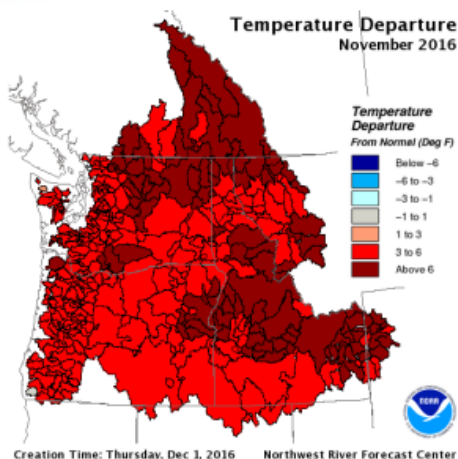 Temperature Departure
November 2016
Temperature
Departure
From Normal (Deg F)
Below -6
-6 to -3
-3 to -1
-1 to 1
1 to 3
3 to 6
Above 6
noaa
Creation Time: Thursday, Dec 1, 2016 Northwest River Forecast Center